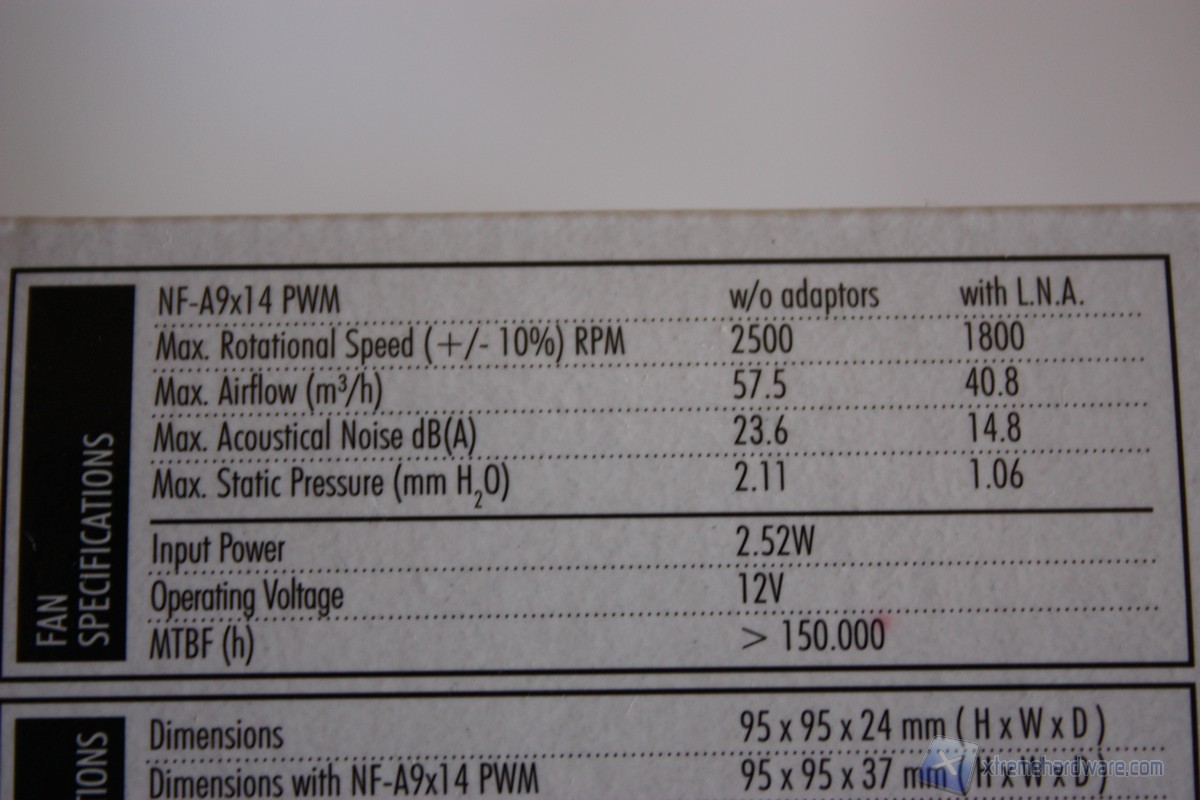 FAN
SPECIFICATIONS
NF-A9x14 PWM w/o adaptors with L.N.A.
Max. Rotational Speed (+/- 10%) RPM 2500 1800
Max. Airflow (m³/h) 57.5 40.8
Max. Acoustical Noise dB(A) 23.6 14.8
Max. Static Pressure (mm H₂O) 2.11 1.06
Input Power 2.52W
Operating Voltage 12V
MTBF (h) > 150.000
Dimensions 95 x 95 x 24 mm ( H x W x D )
Dimensions with NF-A9x14 PWM 95 x 95 x 37 mm ( H x W x D )
xtremehardware.com